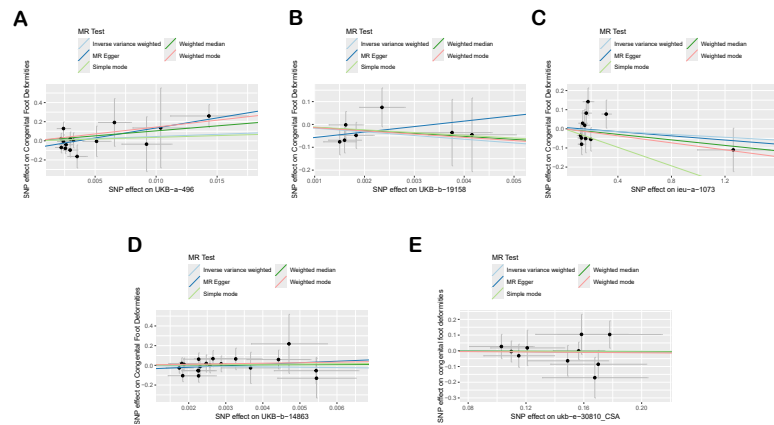 A
MR Test
Inverse variance weighted
Weighted median
MR Egger
Weighted mode
Simple mode
SNP effect on Congenital Foot Deformities
0.4
0.2
0.0
0.005
0.010
0.015
SNP effect on UKB-a-496
B
MR Test
Inverse variance weighted
Weighted median
MR Egger
Weighted mode
Simple mode
SNP effect on Congenital Foot Deformities
0.1
0.0
-0.1
0.001
0.002
0.003
0.004
0.005
SNP effect on UKB-b-19158
C
MR Test
Inverse variance weighted
Weighted median
MR Egger
Weighted mode
Simple mode
SNP effect on Congenital Foot Deformities
0.1
0.0
-0.1
-0.2
0.4
0.8
1.2
SNP effect on ieu-a-1073
D
MR Test
Inverse variance weighted
Weighted median
MR Egger
Weighted mode
Simple mode
SNP effect on Congenital Foot Deformities
0.4
0.2
0.0
-0.2
0.002
0.003
0.004
0.005
0.006
SNP effect on UKB-b-14863
E
MR Test
Inverse variance weighted
Weighted median
MR Egger
Weighted mode
Simple mode
SNP effect on congenital foot deformities
0.2
0.1
0.0
-0.1
-0.2
-0.3
0.08
0.12
0.16
0.20
SNP effect on ukb-e-30810_CSA